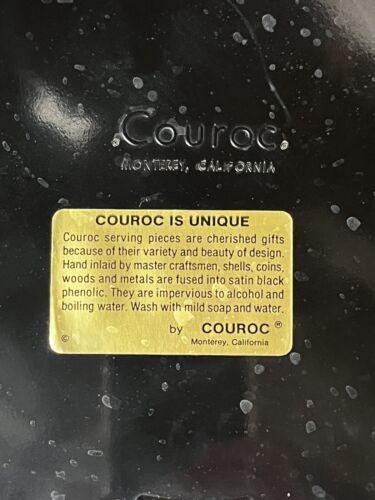 Couroc®
MONTEREY, CALIFORNIA
COUROC IS UNIQUE
Couroc serving pieces are cherished gifts
because of their variety and beauty of design.
Hand inlaid by master craftsmen, shells, coins,
woods and metals are fused into satin black
phenolic. They are impervious to alcohol and
boiling water. Wash with mild soap and water.
by COUROC®
© Monterey, California